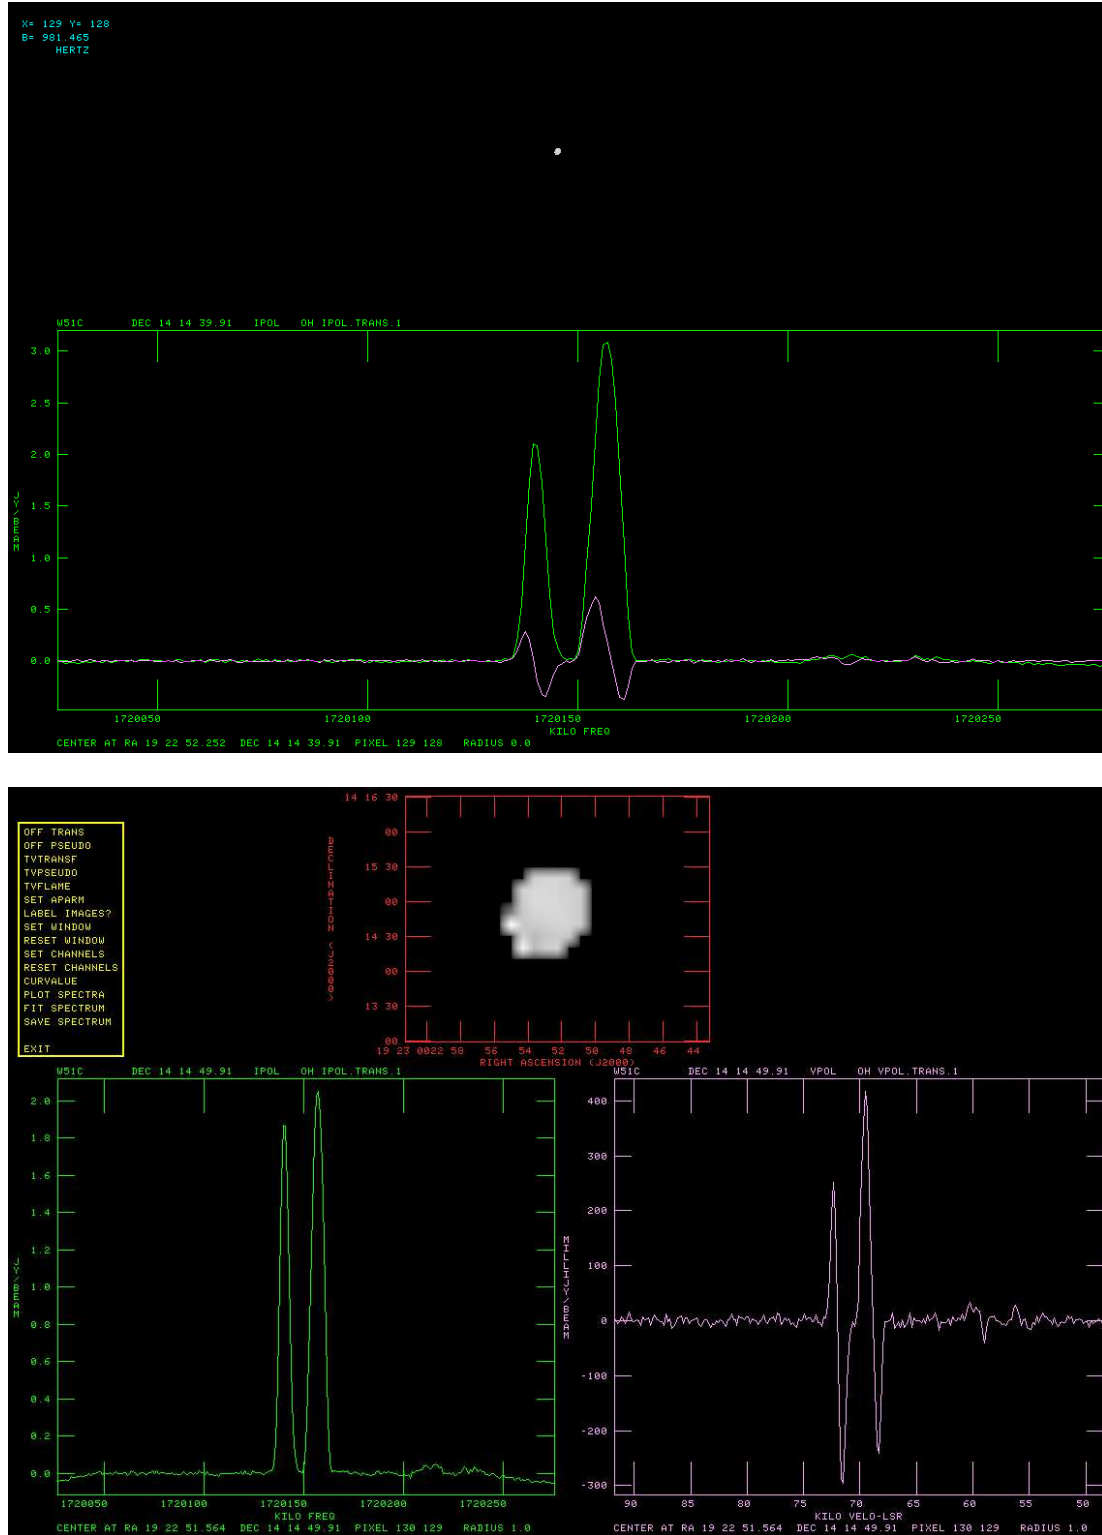 X= 129 Y= 128
B= 981.465
HERTZ
W51C DEC 14 14 39.91 IPOL OH IPOL.TRANS.1
3.0
2.5
2.0
1.5
1.0
0.5
0.0
JY/BEAM
1720050 1720100 1720150 1720200 1720250
KILO FREQ
CENTER AT RA 19 22 52.252 DEC 14 14 39.91 PIXEL 129 128 RADIUS 0.0
OFF TRANS
OFF PSEUDO
TVTRANSF
TVPSEUDO
TVFLAME
SET APARM
LABEL IMAGES?
SET WINDOW
RESET WINDOW
SET CHANNELS
RESET CHANNELS
CURVALUE
PLOT SPECTRA
FIT SPECTRUM
SAVE SPECTRUM
EXIT
14 16 30
00
15 30
00
14 30
00
13 30
00
DECLINATION (J2000)
19 23 0022 58 56 54 52 50 48 46 44
RIGHT ASCENSION (J2000)
W51C DEC 14 14 49.91 IPOL OH IPOL.TRANS.1
2.0
1.8
1.6
1.4
1.2
1.0
0.8
0.6
0.4
0.2
0.0
JY/BEAM
1720050 1720100 1720150 1720200 1720250
KILO FREQ
CENTER AT RA 19 22 51.564 DEC 14 14 49.91 PIXEL 130 129 RADIUS 1.0
W51C DEC 14 14 49.91 VPOL OH VPOL.TRANS.1
400
300
200
100
0
-100
-200
-300
MILLIJY/BEAM
90 85 80 75 70 65 60 55 50
KILO VELO-LSR
CENTER AT RA 19 22 51.564 DEC 14 14 49.91 PIXEL 130 129 RADIUS 1.0